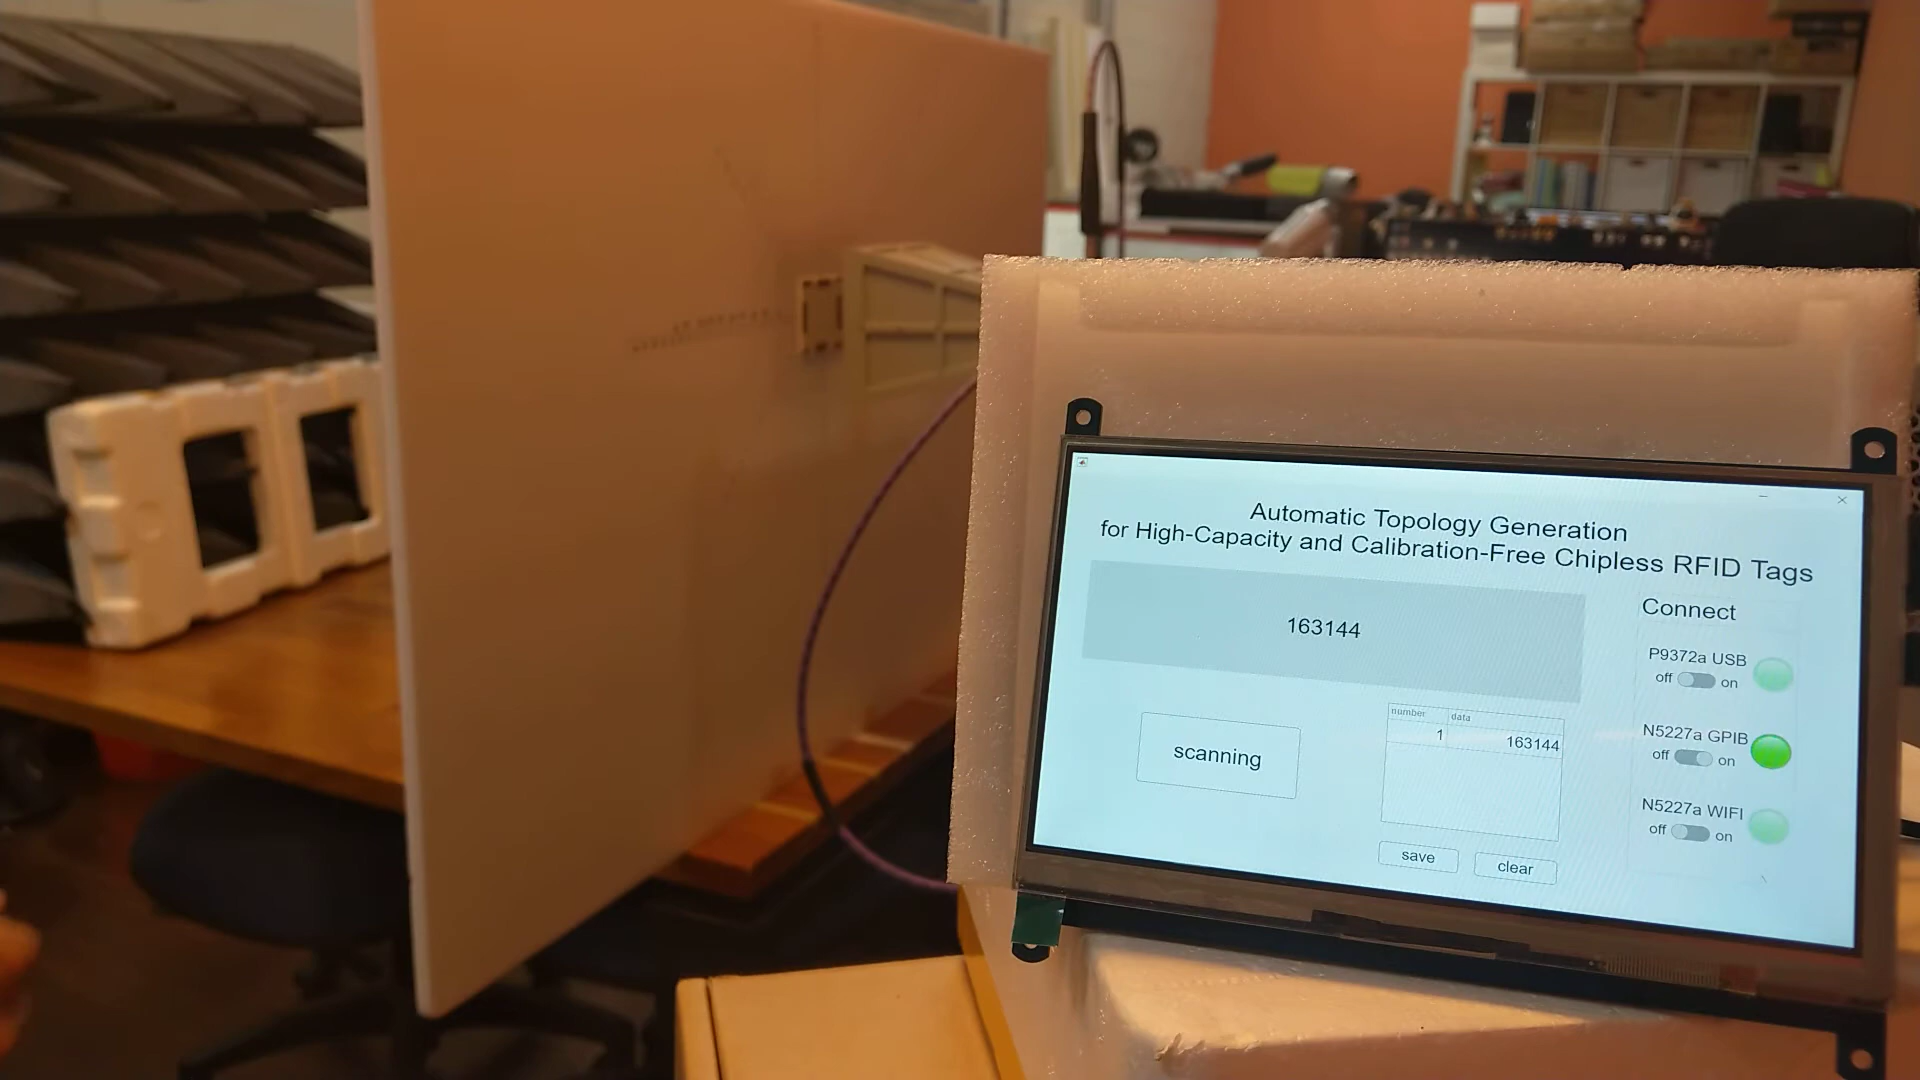 Automatic Topology Generation
for High-Capacity and Calibration-Free Chipless RFID Tags
163144
Connect
P9372a USB
off on
N5227a GPIB
off on
N5227a WIFI
off on
scanning
number data
1 163144
save clear